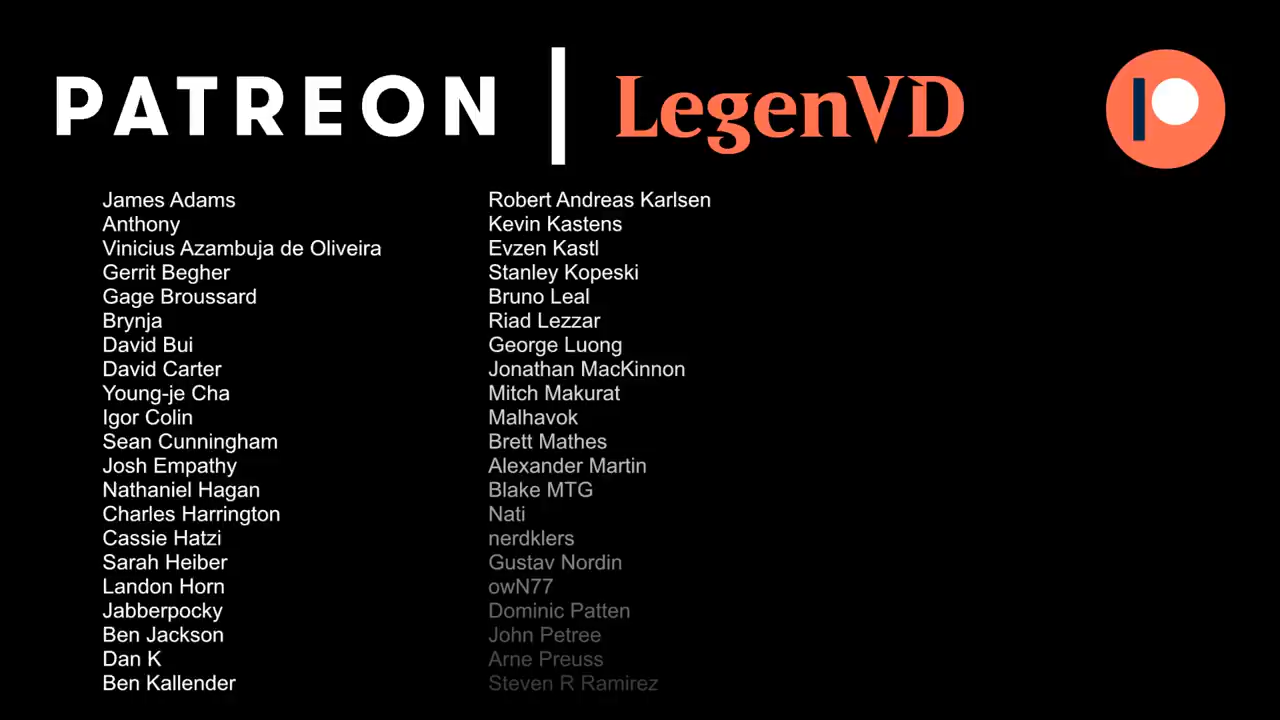 PATREON | LegenVD
James Adams
Anthony
Vinicius Azambuja de Oliveira
Gerrit Begher
Gage Broussard
Brynja
David Bui
David Carter
Young-je Cha
Igor Colin
Sean Cunningham
Josh Empathy
Nathaniel Hagan
Charles Harrington
Cassie Hatzi
Sarah Heiber
Landon Horn
Jabberpocky
Ben Jackson
Dan K
Ben Kallender
Robert Andreas Karlsen
Kevin Kastens
Evzen Kastl
Stanley Kopeski
Bruno Leal
Riad Lezzar
George Luong
Jonathan MacKinnon
Mitch Makurat
Malhavok
Brett Mathes
Alexander Martin
Blake MTG
Nati
nerdklers
Gustav Nordin
owN77
Dominic Patten
John Petree
Arne Preuss
Steven R Ramirez